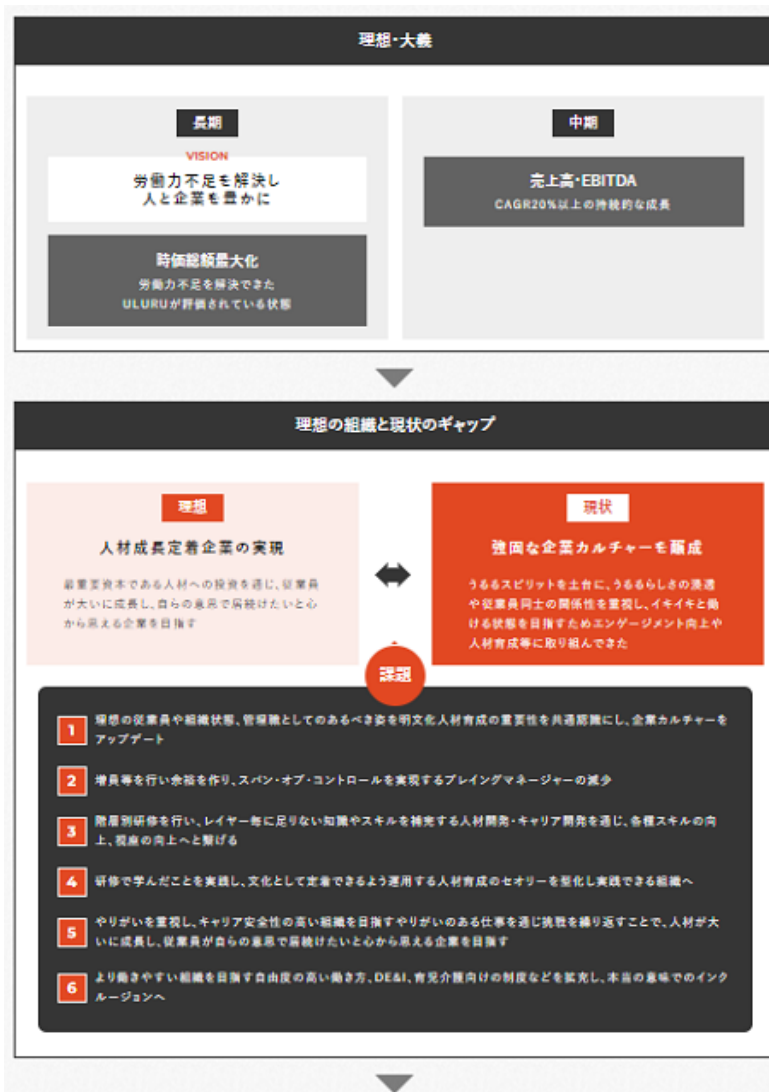 理想・大義
長期
VISION
労働力不足を解決し
人と企業を豊かに
時価総額最大化
労働力不足を解決できた
ULURUが評価されている状態
中期
売上高・EBITDA
CAGR20%以上の持続的な成長
理想の組織と現状のギャップ
理想
人材成長定着企業の実現
最重要資本である人材への投資を通じ、従業員
が大いに成長し、自らの意思で居続けたいと心
から思える企業を目指す
現状
強固な企業カルチャーを醸成
うるるスピリットを土台に、うるるらしさの浸透
や従業員同士の関係性を重視し、イキイキと働
ける状態を目指すためエンゲージメント向上や
人材育成等に取り組んできた
課題
1 理想の従業員や組織状態、管理職としてのあるべき姿を明文化人材育成の重要性を共通認識にし、企業カルチャーを
アップデート
2 増員等を行い余裕を作り、スパン・オブ・コントロールを実現するプレイングマネージャーの減少
3 階層別研修を行い、レイヤー毎に足りない知識やスキルを補完する人材開発・キャリア開発を通じ、各種スキルの向
上、視座の向上へと繋げる
4 研修で学んだことを実践し、文化として定着できるよう運用する人材育成のセオリーを型化し実践できる組織へ
5 やりがいを重視し、キャリア安全性の高い組織を目指すやりがいのある仕事を通じ挑戦を繰り返すことで、人材が大
いに成長し、従業員が自らの意思で居続けたいと心から思える企業を目指す
6 より働きやすい組織を目指す自由度の高い働き方、DE&I、育児介護向けの制度などを拡充し、本当の意味でのインク
ルージョンへ